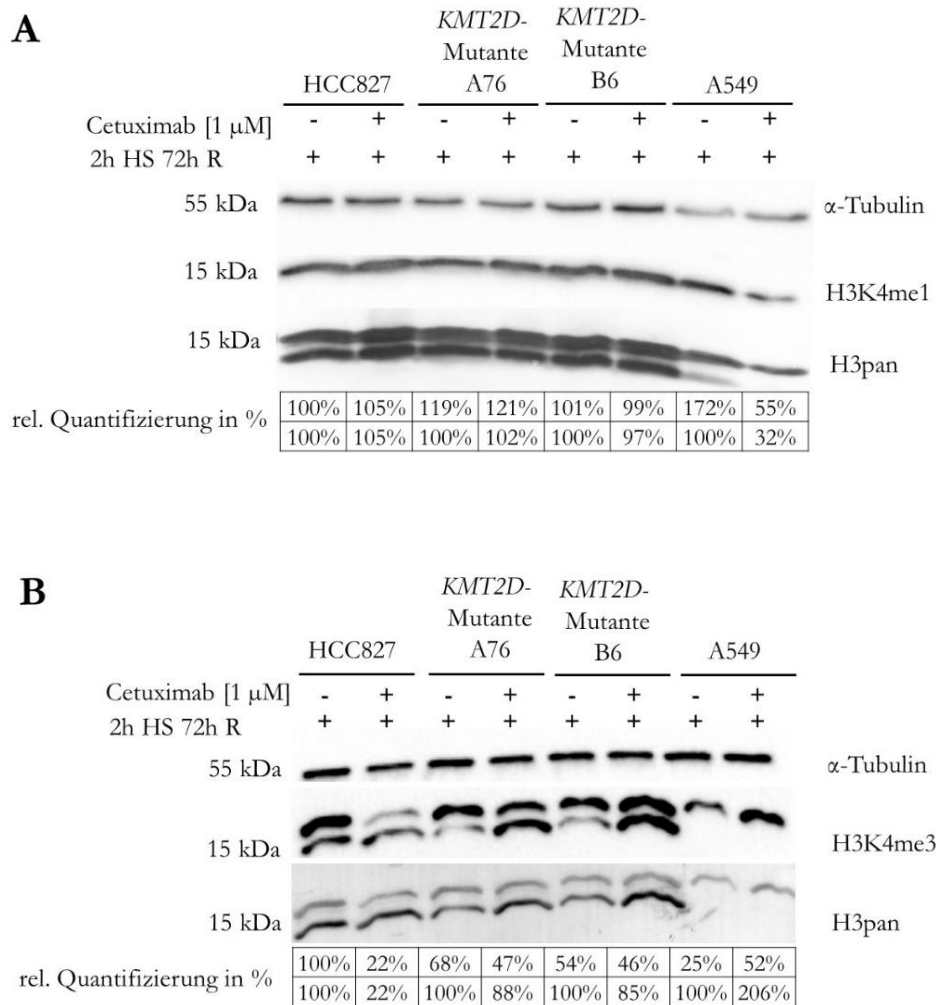 A
KMT2D-
Mutante
A76
KMT2D-
Mutante
B6
HCC827
A549
Cetuximab [1 µM] - + - + - + - +
2h HS 72h R + + + + + + + +
55 kDa
α-Tubulin
15 kDa
H3K4me1
15 kDa
H3pan
rel. Quantifizierung in %
100% 105% 119% 121% 101% 99% 172% 55%
100% 105% 100% 102% 100% 97% 100% 32%
B
KMT2D-
Mutante
A76
KMT2D-
Mutante
B6
HCC827
A549
Cetuximab [1 µM] - + - + - + - +
2h HS 72h R + + + + + + + +
55 kDa
α-Tubulin
15 kDa
H3K4me3
15 kDa
H3pan
rel. Quantifizierung in %
100% 22% 68% 47% 54% 46% 25% 52%
100% 22% 100% 88% 100% 85% 100% 206%